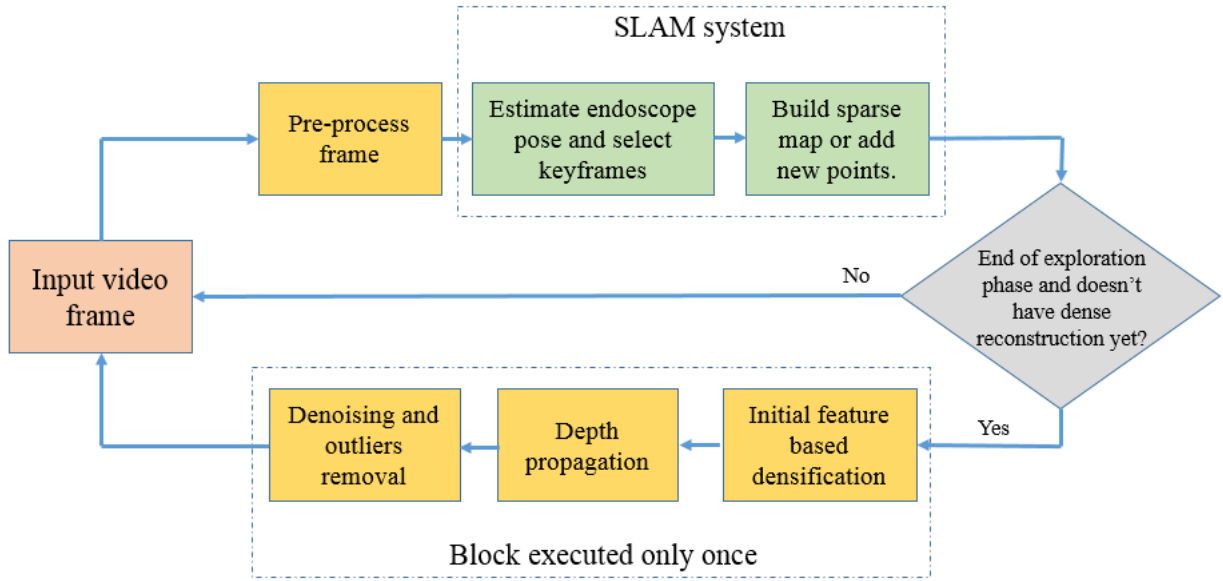 SLAM system
Pre-process
frame
Estimate endoscope
pose and select
keyframes
Build sparse
map or add
new points.
Input video
frame
No
End of exploration
phase and doesn't
have dense
reconstruction yet?
Yes
Denoising and
outliers
removal
Depth
propagation
Initial feature
based
densification
Block executed only once